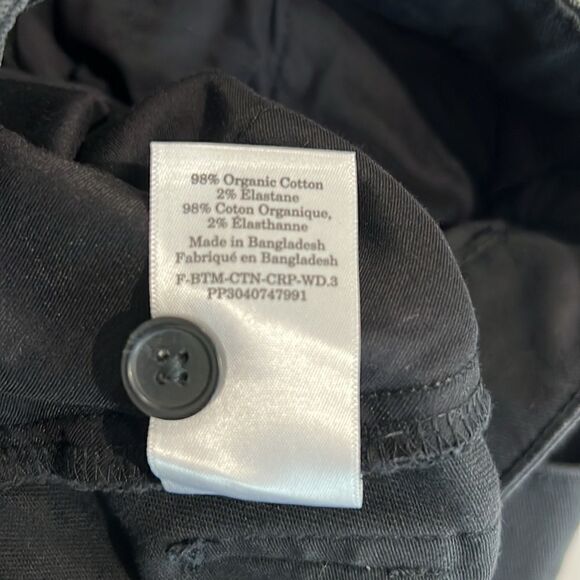 98% Organic Cotton
2% Elastane
98% Coton Organique,
2% Élasthanne
Made in Bangladesh
Fabriqué en Bangladesh
F-BTM-CTN-CRP-WD.3
PP3040747991